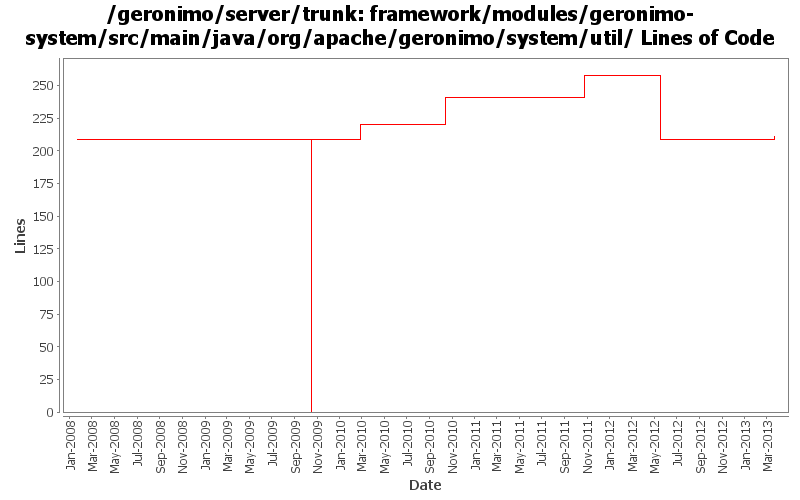 /geronimo/server/trunk: framework/modules/geronimo-
system/src/main/java/org/apache/geronimo/system/util/ Lines of Code
250
225
200
175
150
125
100
75
50
25
0
Lines
Jan-2008
Mar-2008
May-2008
Jul-2008
Sep-2008
Nov-2008
Jan-2009
Mar-2009
May-2009
Jul-2009
Sep-2009
Nov-2009
Jan-2010
Mar-2010
May-2010
Jul-2010
Sep-2010
Nov-2010
Jan-2011
Mar-2011
May-2011
Jul-2011
Sep-2011
Nov-2011
Jan-2012
Mar-2012
May-2012
Jul-2012
Sep-2012
Nov-2012
Jan-2013
Mar-2013
Date